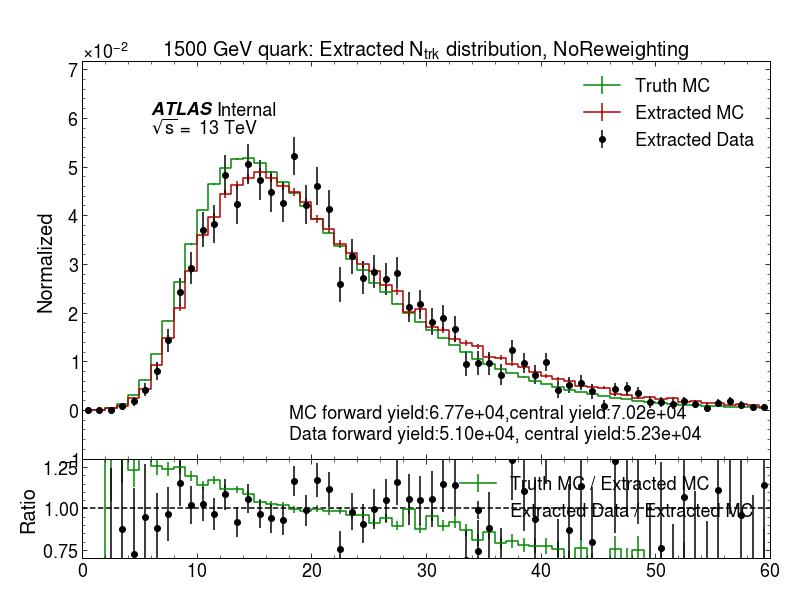 ×10⁻²
1500 GeV quark: Extracted Nₜᵣₖ distribution, NoReweighting
7
6
5
4
3
2
1
0
1
Normalized
ATLAS Internal
√s = 13 TeV
Truth MC
Extracted MC
Extracted Data
MC forward yield:6.77e+04,central yield:7.02e+04
Data forward yield:5.10e+04, central yield:5.23e+04
1.25
1.00
0.75
Ratio
Truth MC / Extracted MC
Extracted Data / Extracted MC
0 10 20 30 40 50 60